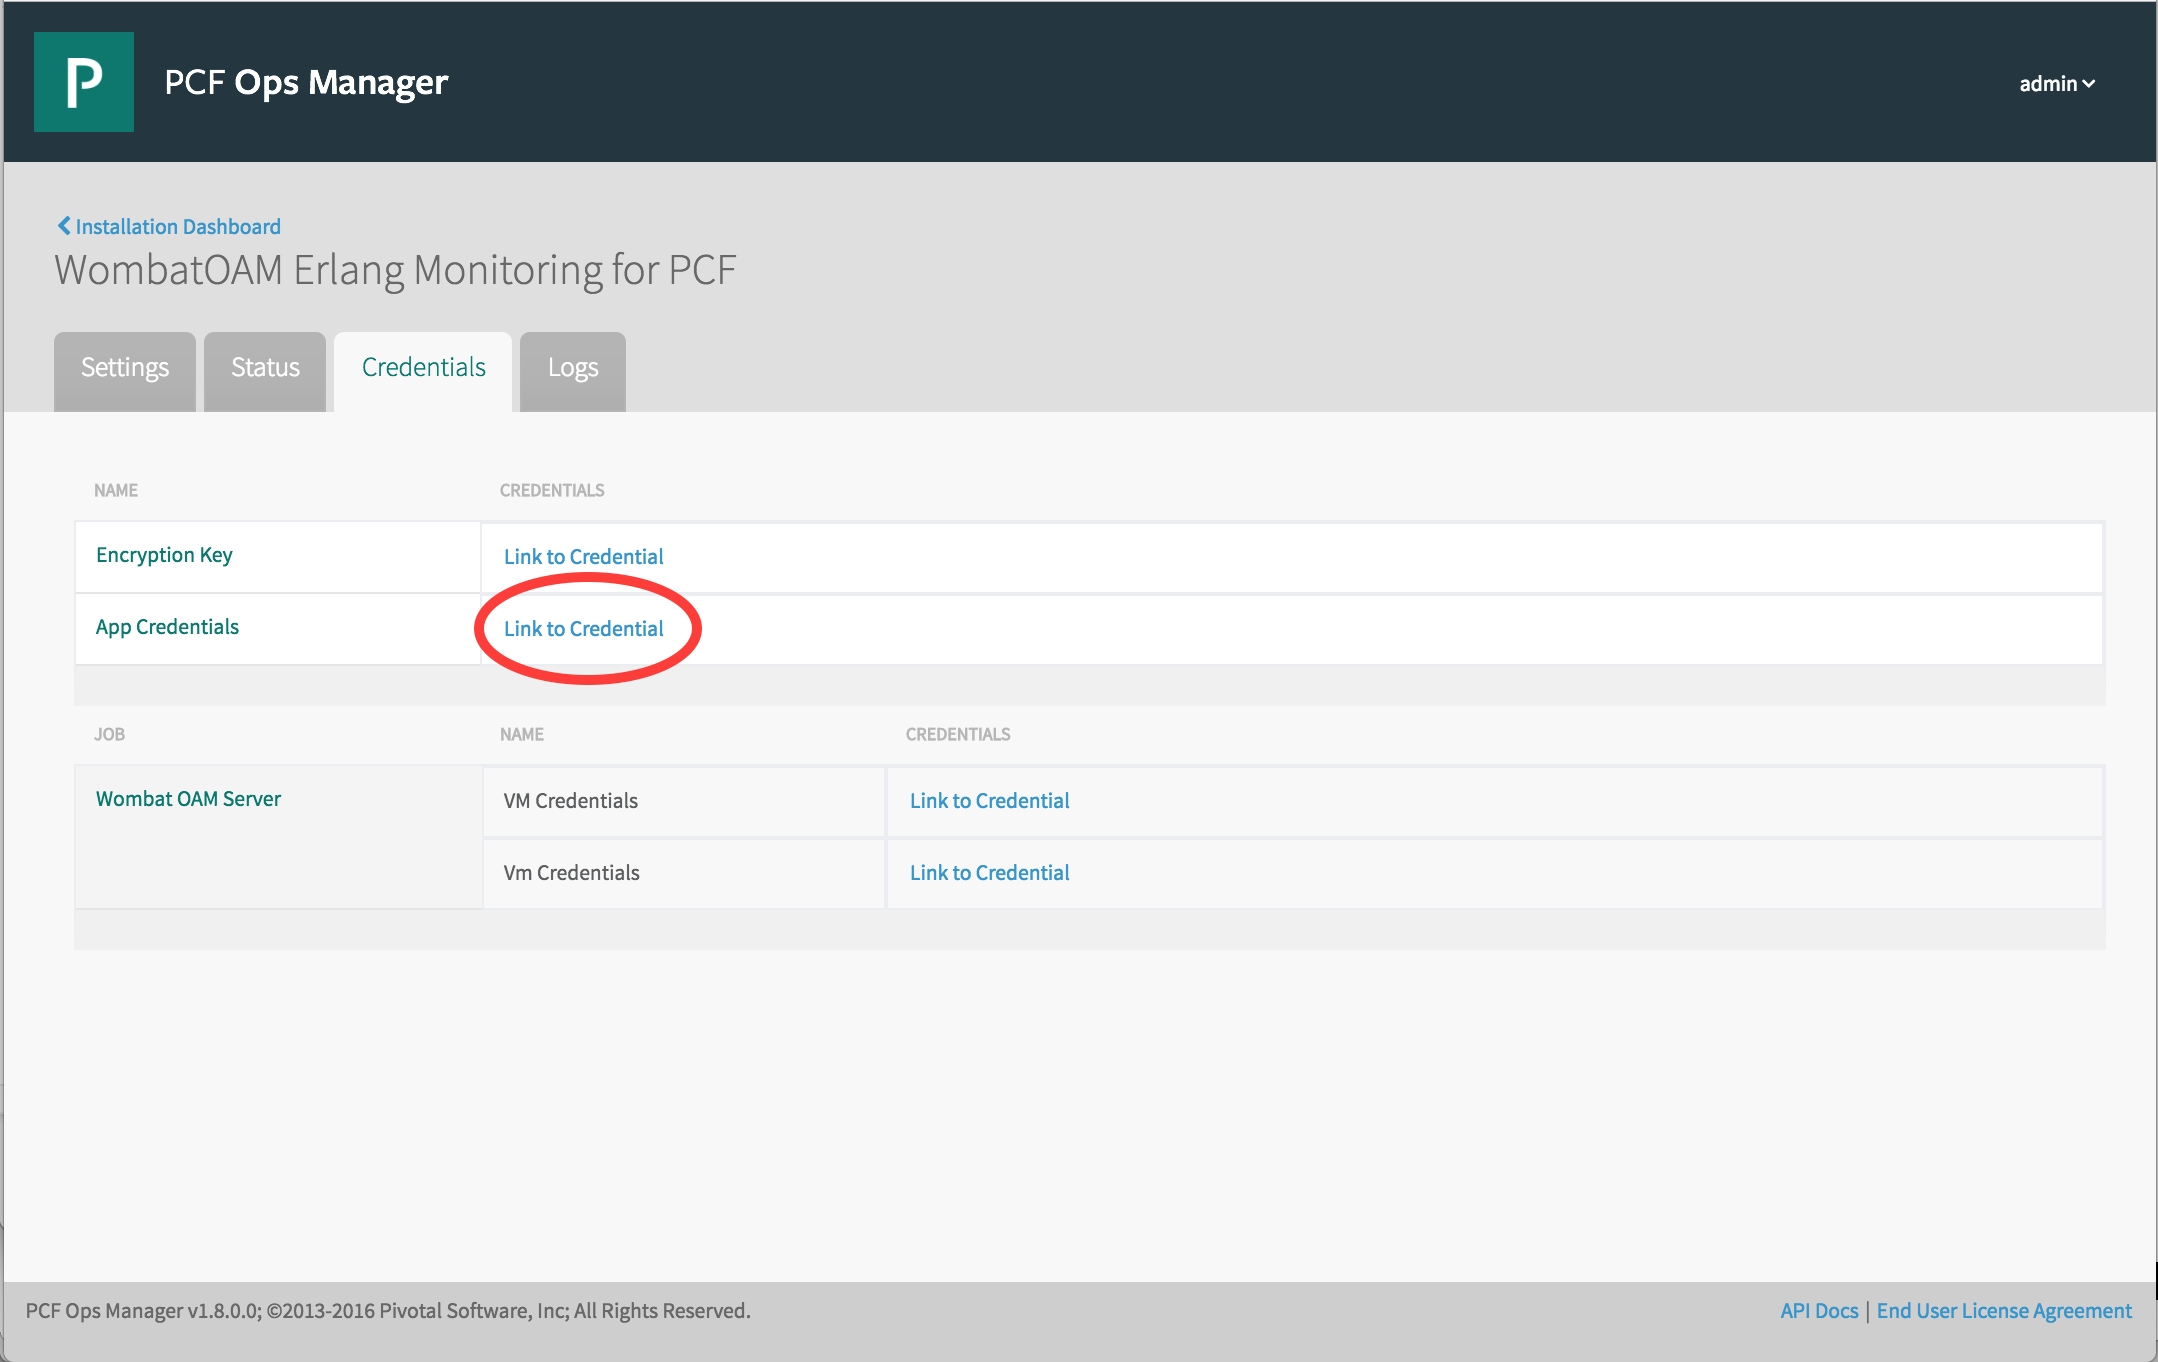 P
PCF Ops Manager
admin
Installation Dashboard
WombatOAM Erlang Monitoring for PCF
Settings
Status
Credentials
Logs
NAME
CREDENTIALS
Encryption Key
Link to Credential
App Credentials
Link to Credential
JOB
NAME
CREDENTIALS
Wombat OAM Server
VM Credentials
Link to Credential
Vm Credentials
Link to Credential
PCF Ops Manager v1.8.0.0; ©2013-2016 Pivotal Software, Inc; All Rights Reserved.
API Docs | End User License Agreement